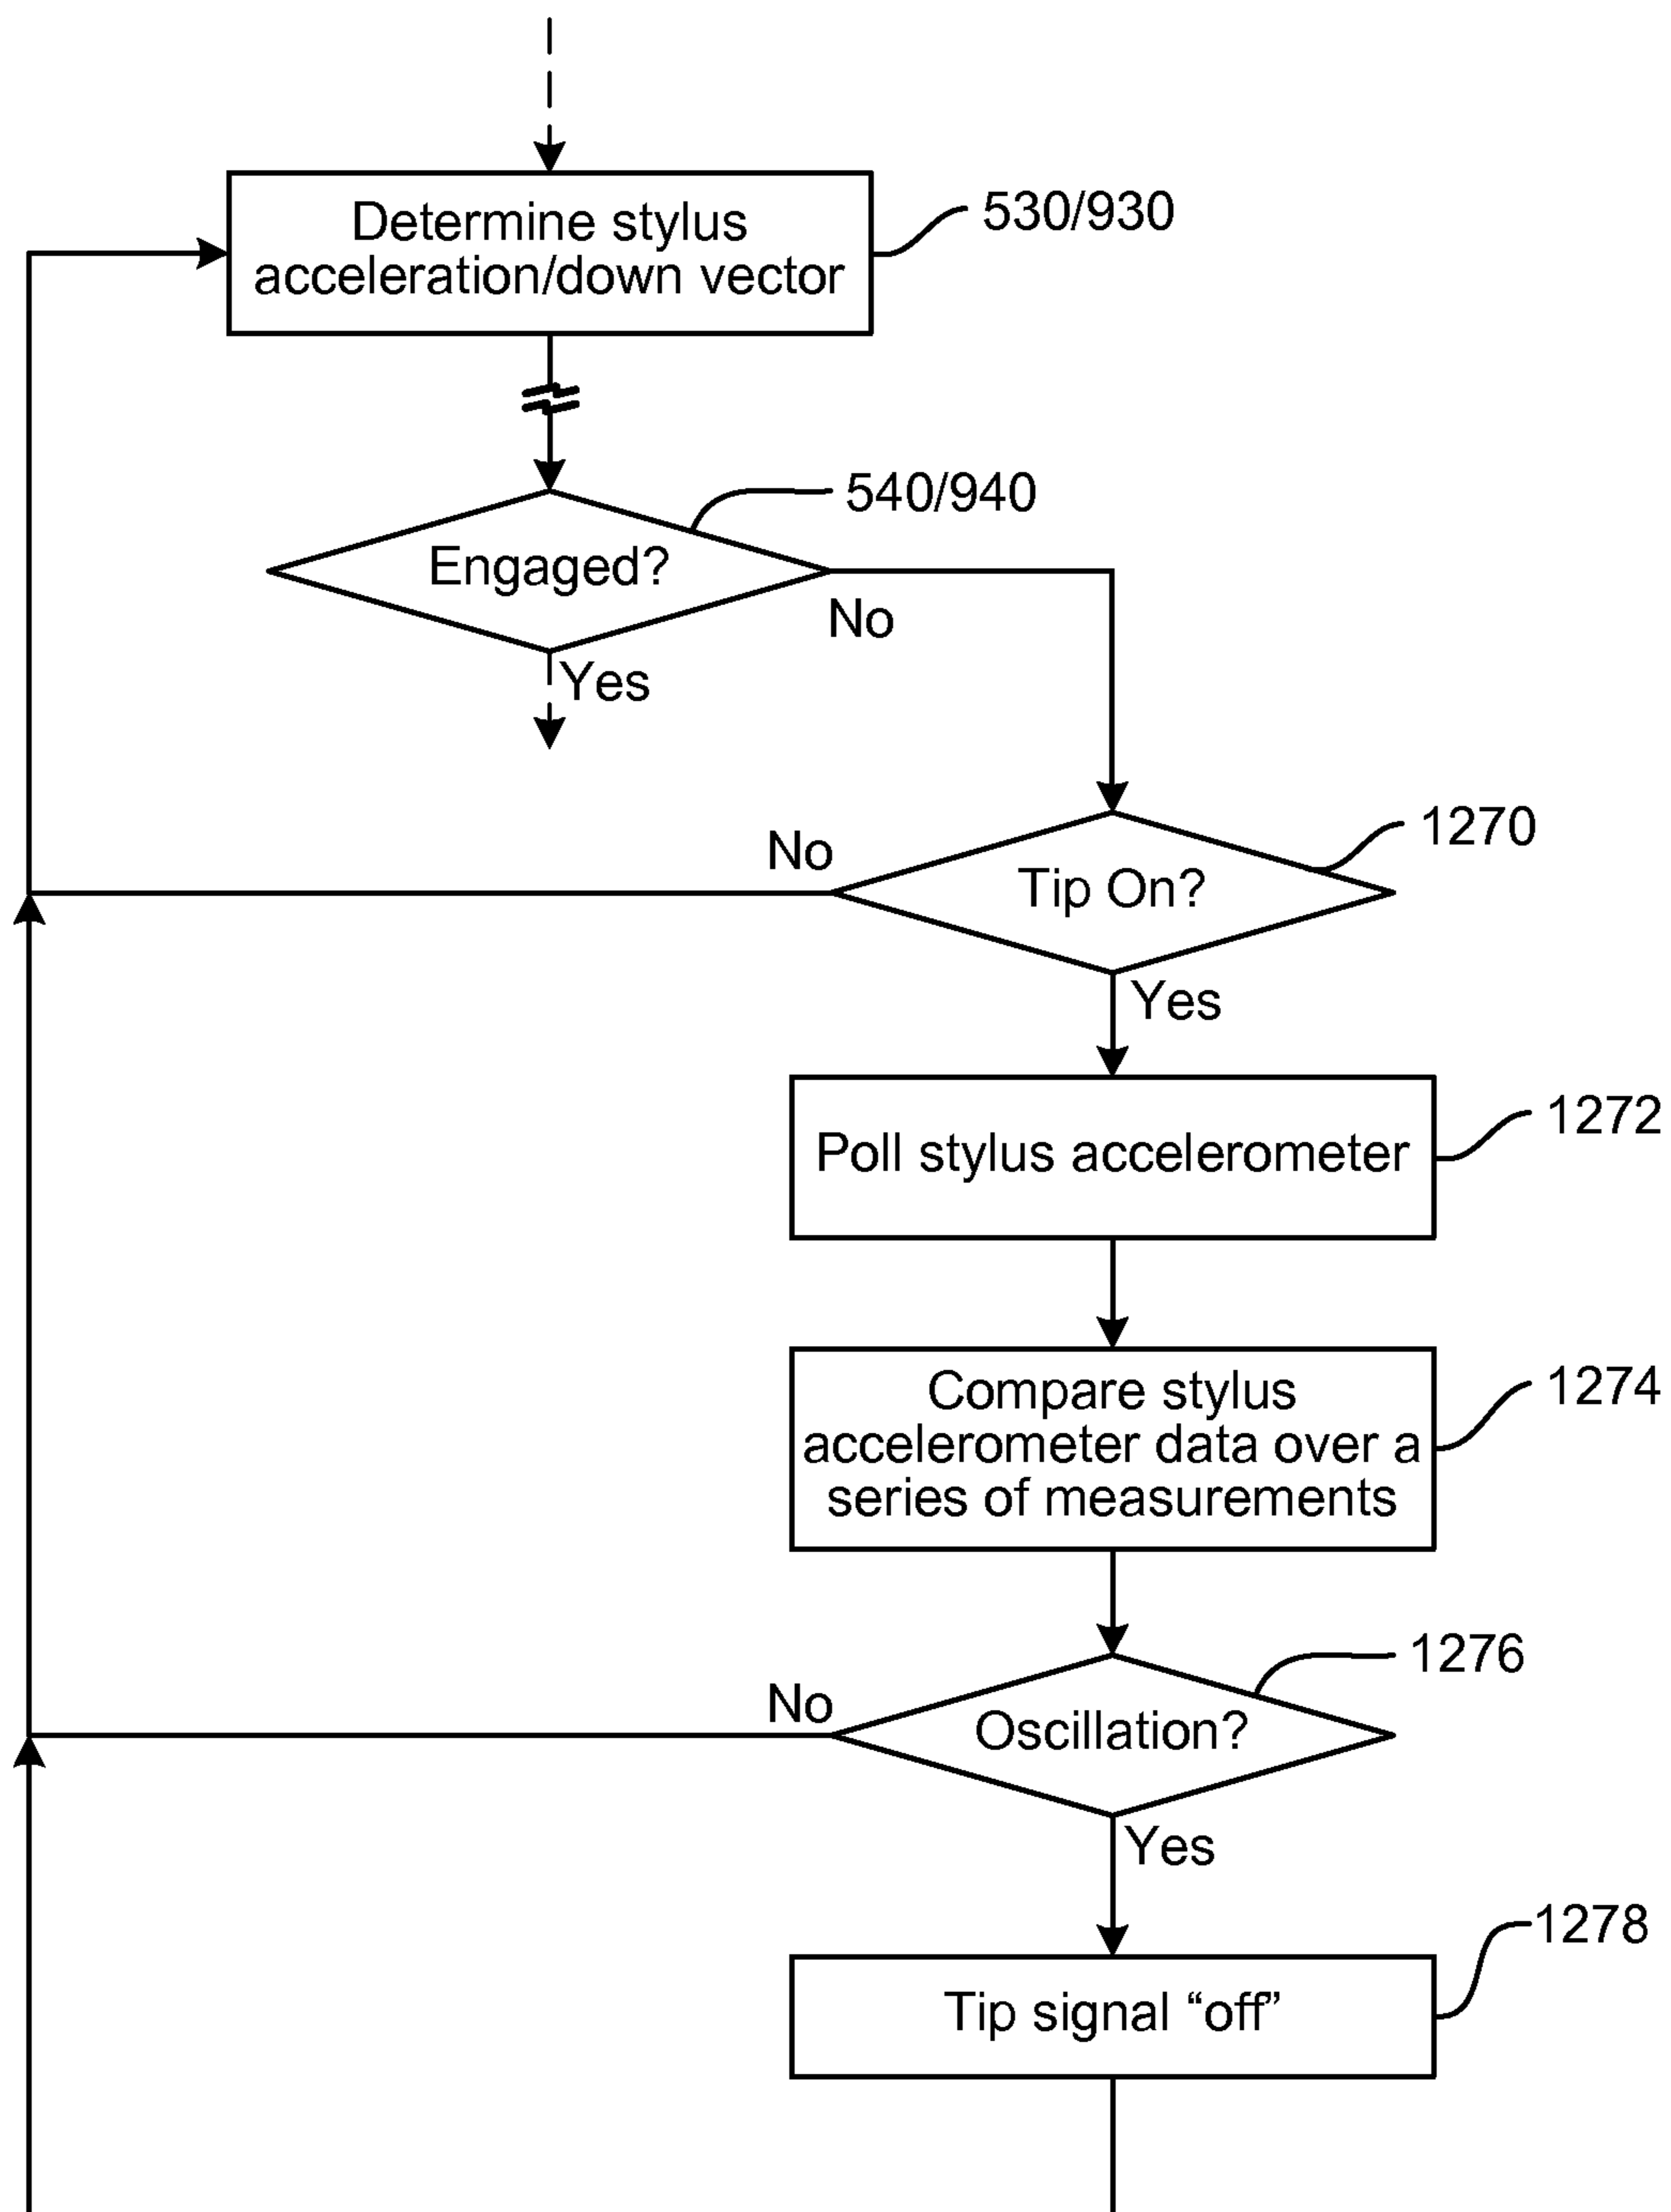 Determine stylus
acceleration/down vector
530/930
540/940
Engaged?
No
Yes
1270
No
Tip On?
Yes
1272
Poll stylus accelerometer
Compare stylus
accelerometer data over a
series of measurements
1274
1276
No
Oscillation?
Yes
1278
Tip signal “off”